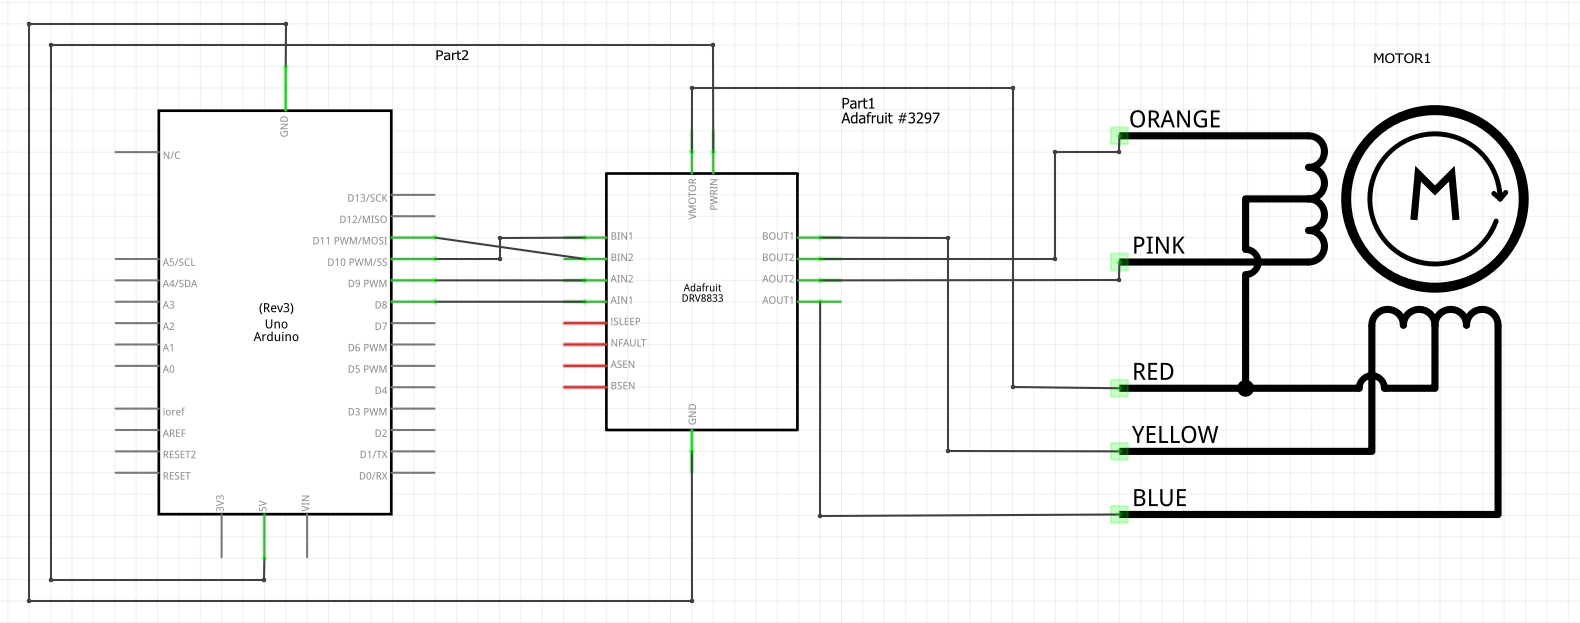 Part2
MOTOR1
Part1
Adafruit #3297
GND
N/C
D13/SCK
D12/MISO
D11 PWM/MOSI
D10 PWM/SS
D9 PWM
D8
D7
D6 PWM
D5 PWM
D4
D3 PWM
D2
D1/TX
D0/RX
A5/SCL
A4/SDA
A3
A2
A1
A0
ioref
AREF
RESET2
RESET
(Rev3)
Uno
Arduino
3V3
5V
VIN
VMOTOR
PWRIN
BIN1
BIN2
AIN2
AIN1
!SLEEP
NFAULT
ASEN
BSEN
Adafruit
DRV8833
BOUT1
BOUT2
AOUT2
AOUT1
GND
ORANGE
PINK
RED
YELLOW
BLUE
M